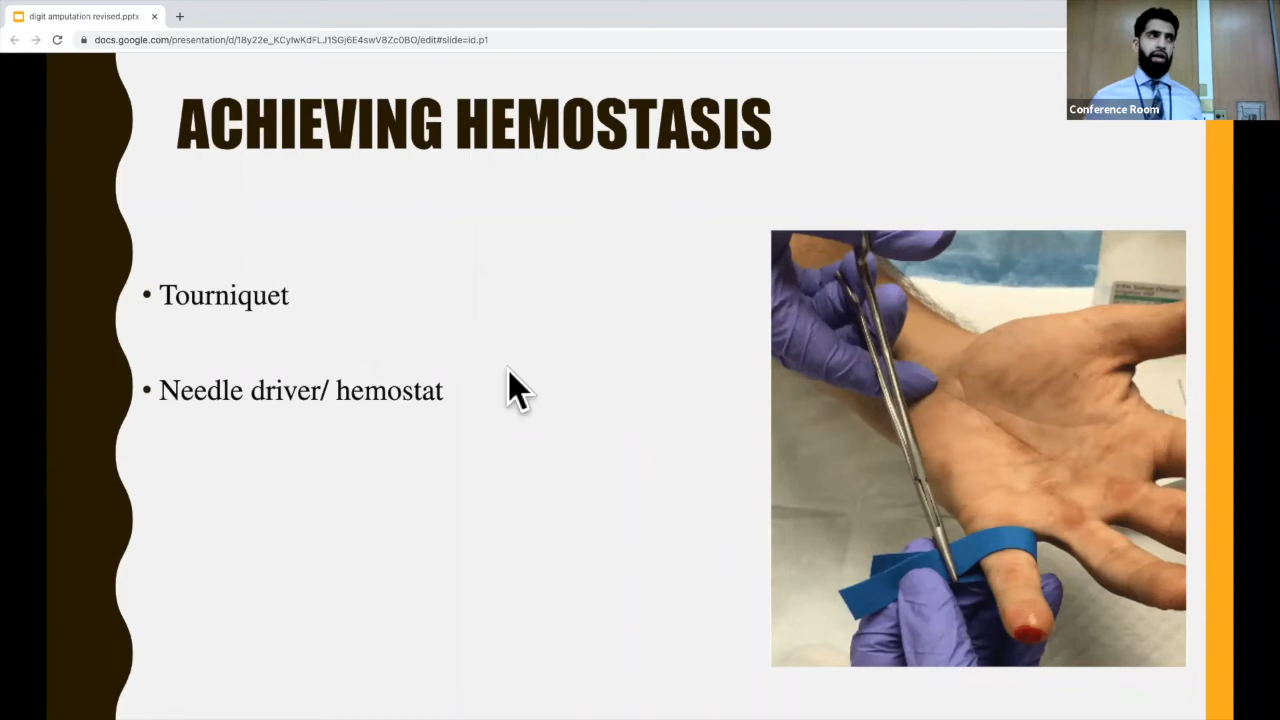 digit amputation revised.pptx
docs.google.com/presentation/d/18y22e_KCyIwKdFLJ1SGj6E4swV8Zc0BO/edit#slide=id.p1
Conference Room
ACHIEVING HEMOSTASIS
• Tourniquet
• Needle driver/ hemostat